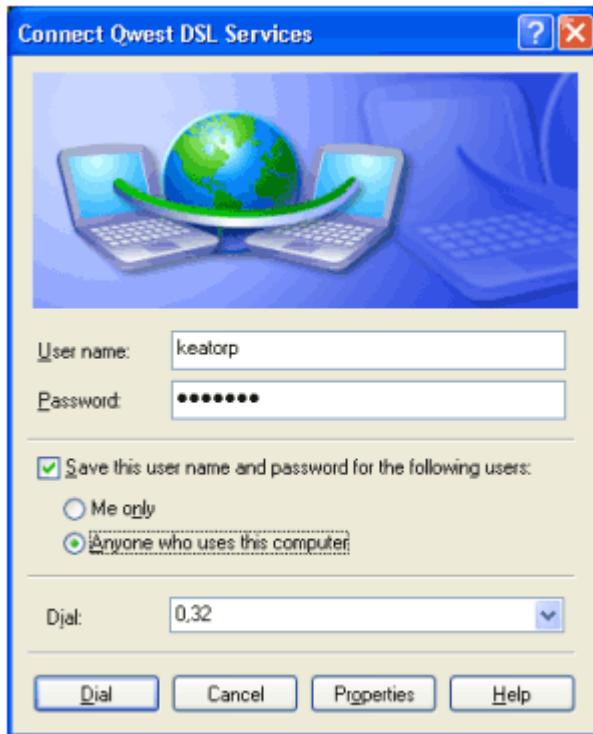 Connect Qwest DSL Services
User name: keatorp
Password: •••••••
Save this user name and password for the following users:
Me only
Anyone who uses this computer
Dial: 0,32
Dial Cancel Properties Help